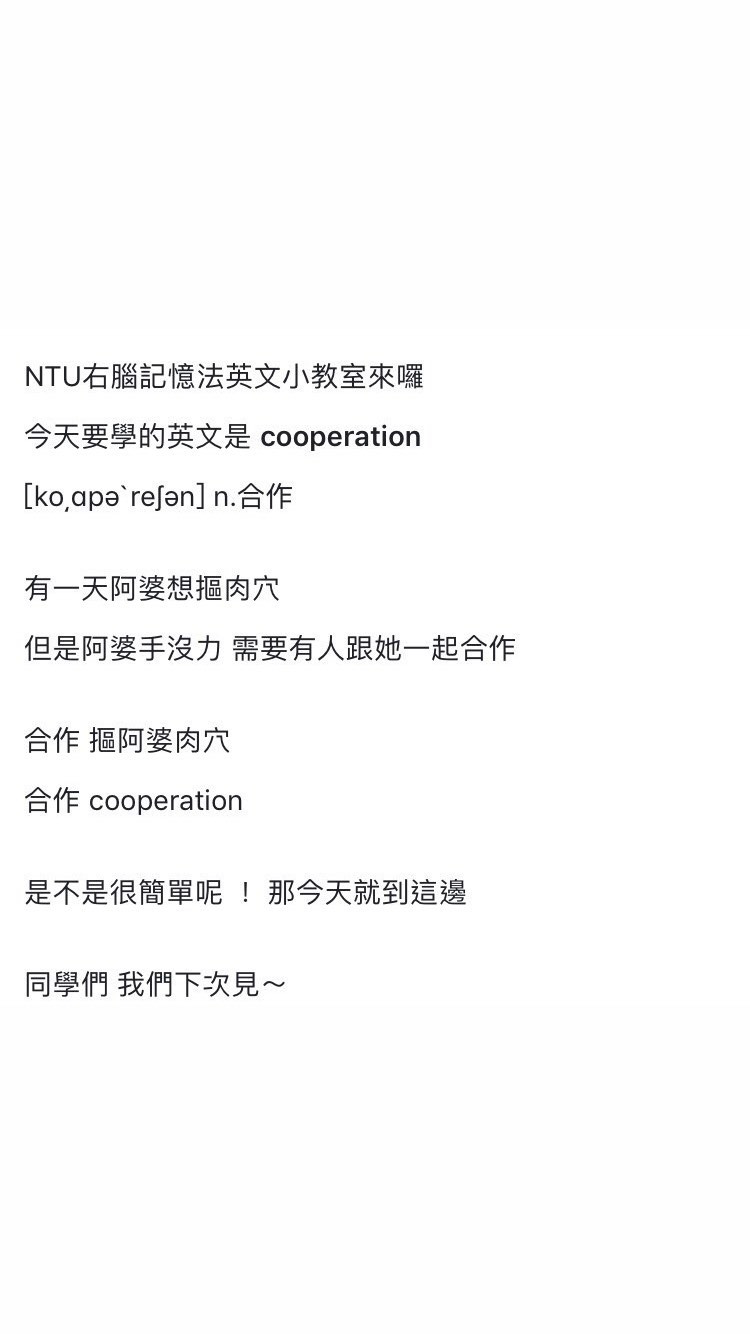 NTU右腦記憶法英文小教室來囉
今天要學的英文是 cooperation
[koˌɑpəˋreʃən] n.合作
有一天阿婆想摳肉穴
但是阿婆手沒力 需要有人跟她一起合作
合作 摳阿婆肉穴
合作 cooperation
是不是很簡單呢 ！ 那今天就到這邊
同學們 我們下次見～